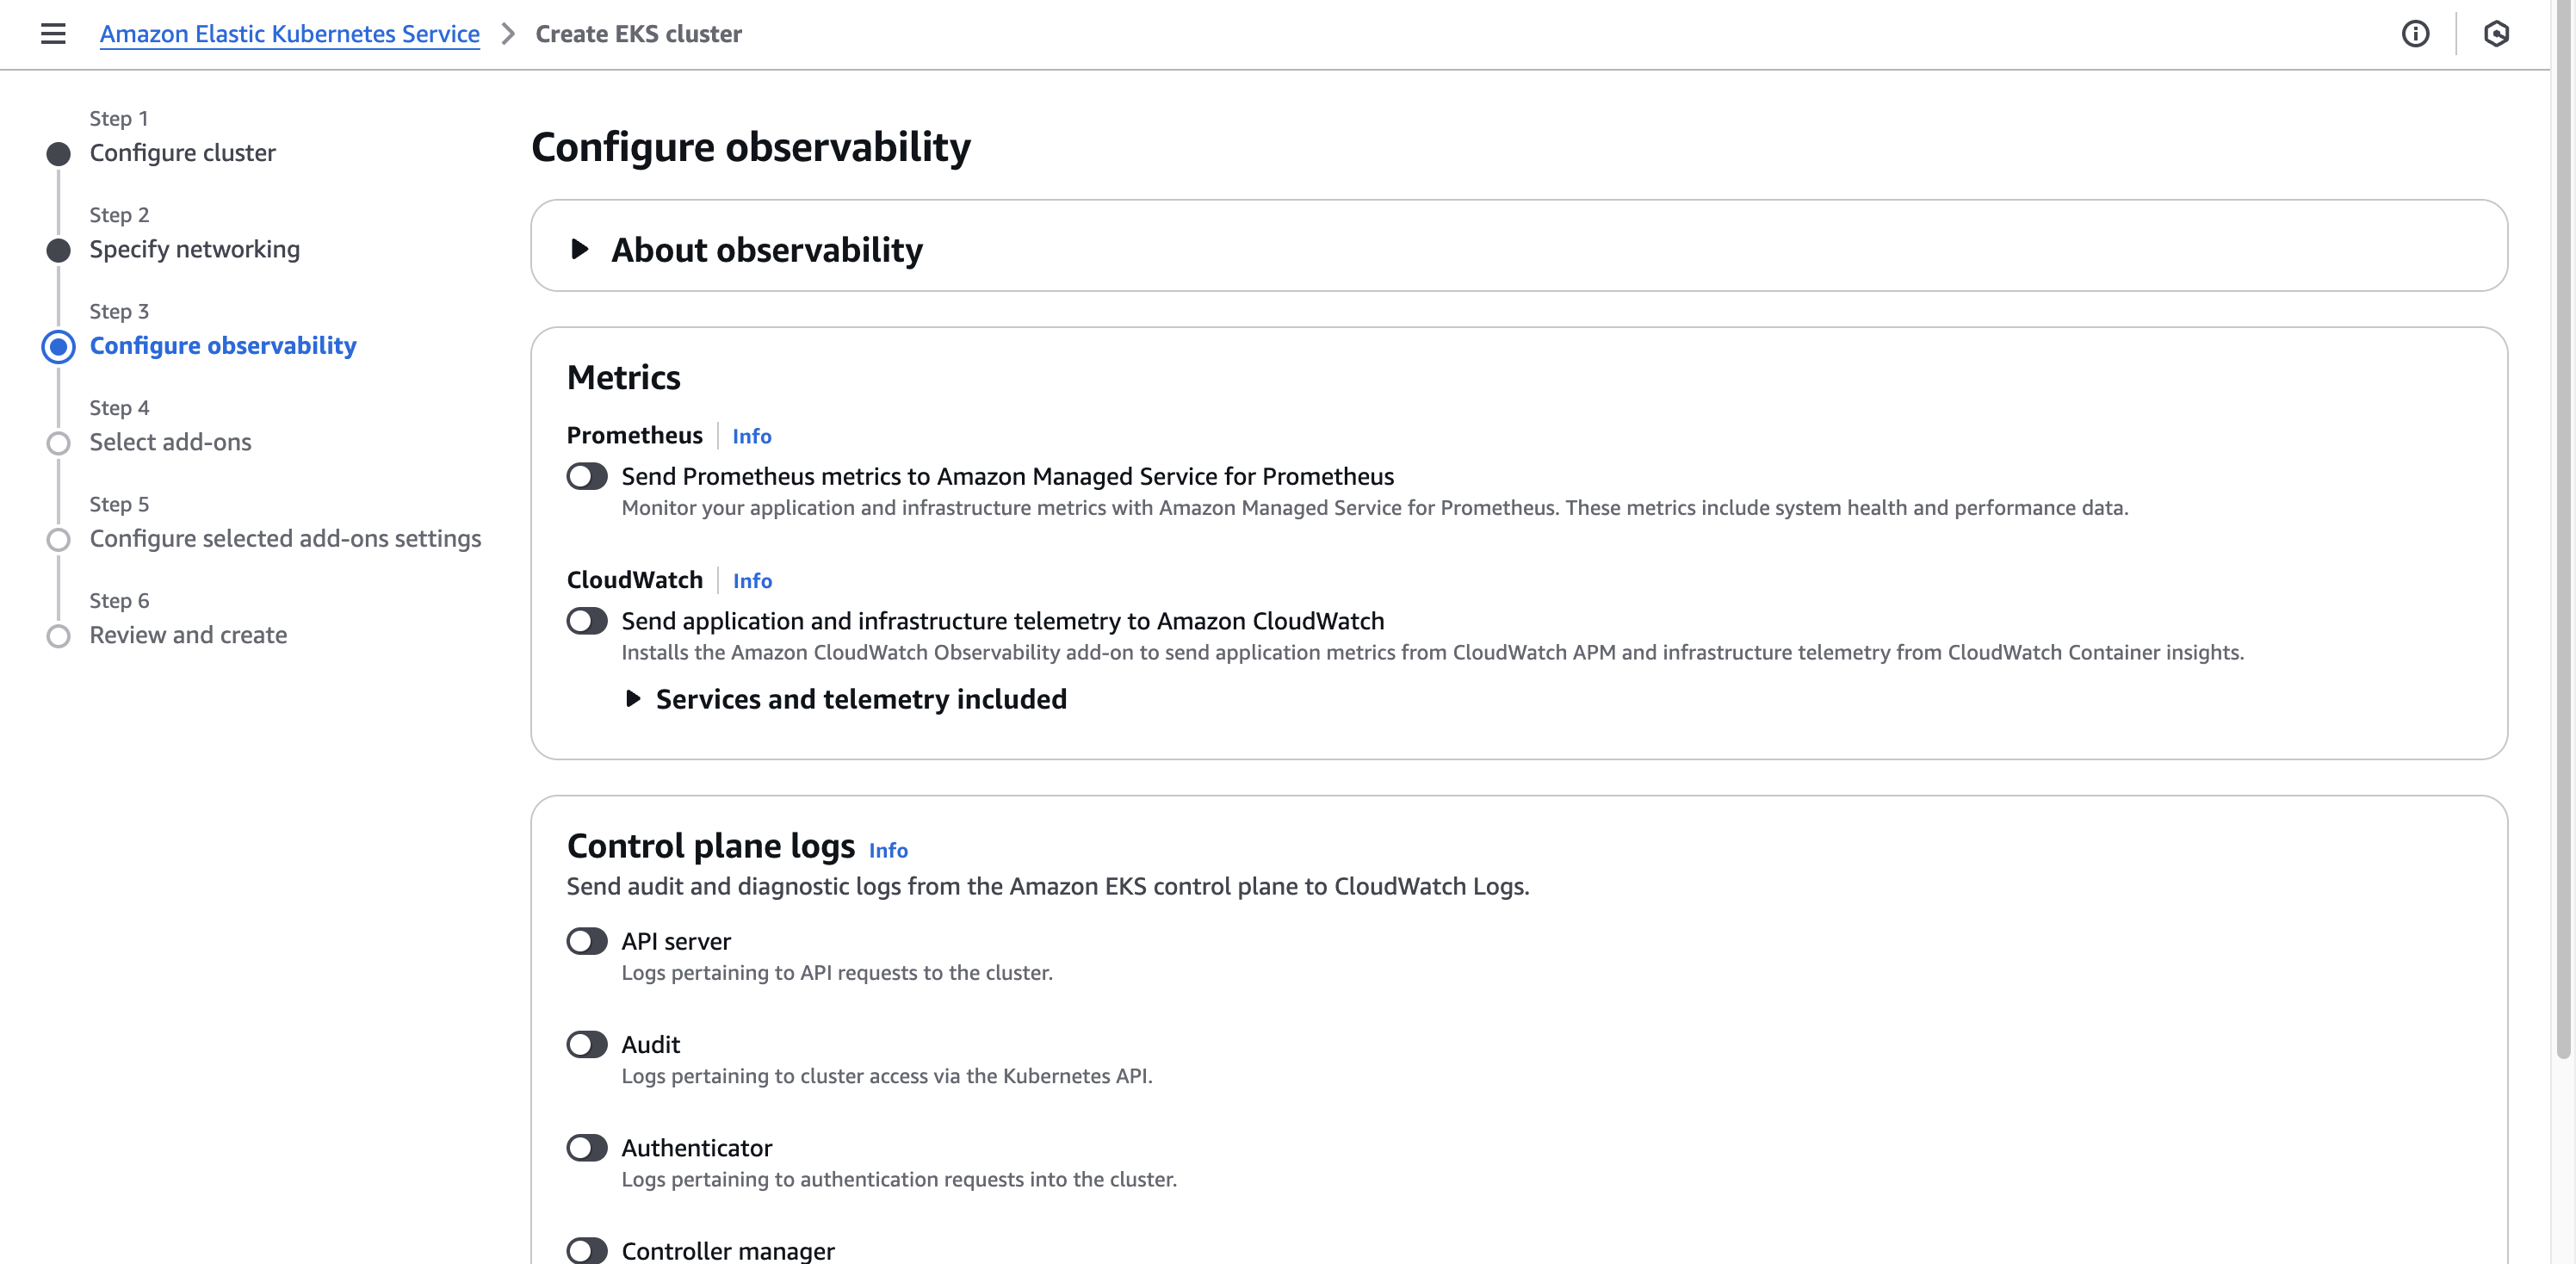 Amazon Elastic Kubernetes Service > Create EKS cluster
Step 1
Configure cluster
Step 2
Specify networking
Step 3
Configure observability
Step 4
Select add-ons
Step 5
Configure selected add-ons settings
Step 6
Review and create
Configure observability
About observability
Metrics
Prometheus | Info
Send Prometheus metrics to Amazon Managed Service for Prometheus
Monitor your application and infrastructure metrics with Amazon Managed Service for Prometheus. These metrics include system health and performance data.
CloudWatch | Info
Send application and infrastructure telemetry to Amazon CloudWatch
Installs the Amazon CloudWatch Observability add-on to send application metrics from CloudWatch APM and infrastructure telemetry from CloudWatch Container insights.
Services and telemetry included
Control plane logs Info
Send audit and diagnostic logs from the Amazon EKS control plane to CloudWatch Logs.
API server
Logs pertaining to API requests to the cluster.
Audit
Logs pertaining to cluster access via the Kubernetes API.
Authenticator
Logs pertaining to authentication requests into the cluster.
Controller manager